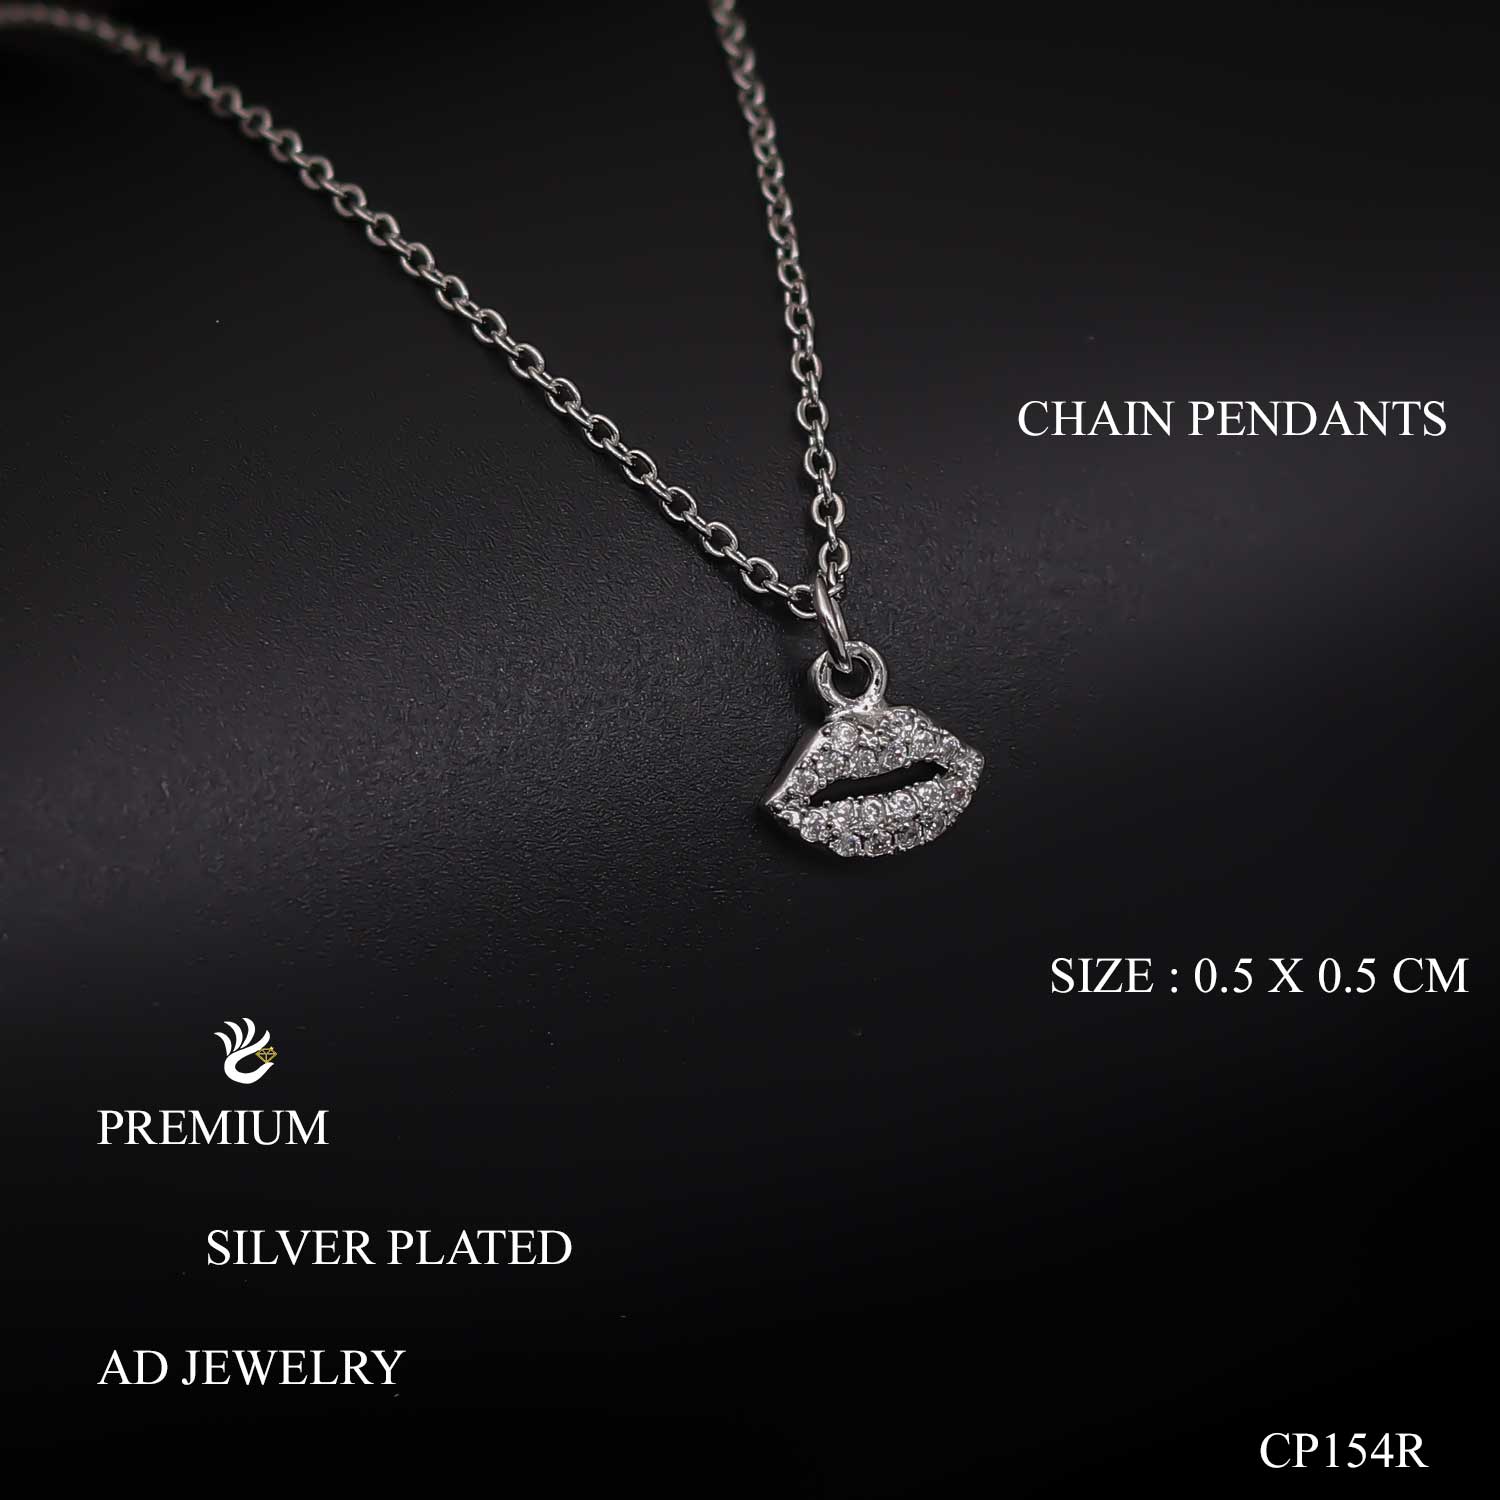 CHAIN PENDANTS
SIZE : 0.5 X 0.5 CM
PREMIUM
SILVER PLATED
AD JEWELRY
CP154R